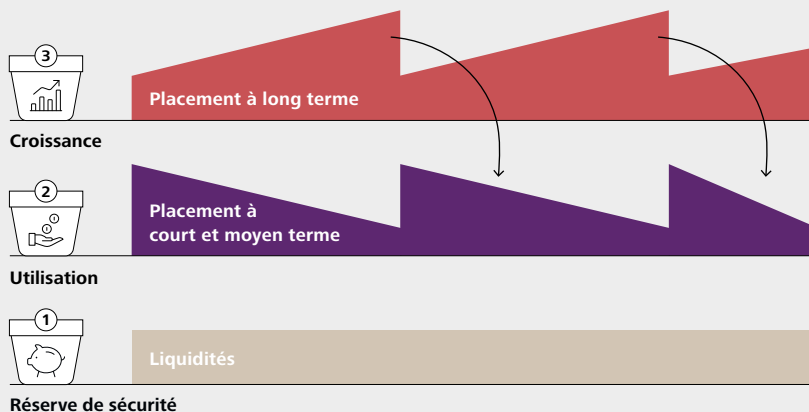 3
Placement à long terme
Croissance
2
Placement à
court et moyen terme
Utilisation
1
Liquidités
Réserve de sécurité